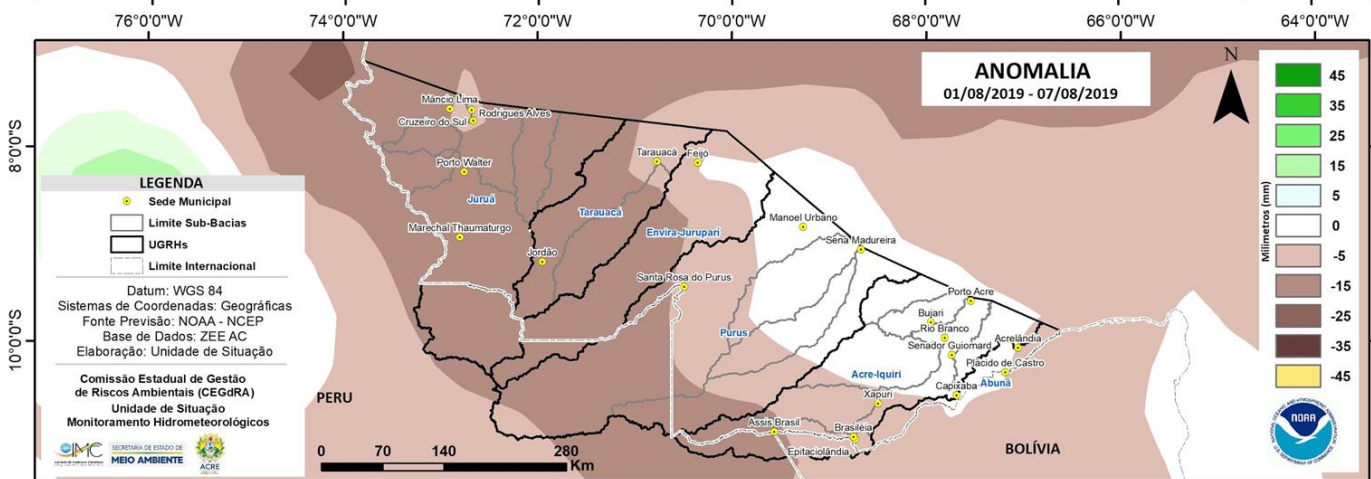 76°0'0"W 74°0'0"W 72°0'0"W 70°0'0"W 68°0'0"W 66°0'0"W 64°0'0"W
8°0'0"S
10°0'0"S
ANOMALIA
01/08/2019 - 07/08/2019
N
Milímetros (mm)
45
35
25
15
5
0
-5
-15
-25
-35
-45
Mâncio Lima
Rodrigues Alves
Cruzeiro do Sul
Porto Walter
Juruá
Marechal Thaumaturgo
Jordão
Tarauacá
Feijó
Tarauacá
Envira-Jurupari
Santa Rosa do Purus
Manoel Urbano
Sena Madureira
Purus
Porto Acre
Bujari
Rio Branco
Senador Guiomard
Acrelândia
Plácido de Castro
Abunã
Acre-Iquiri
Capixaba
Xapuri
Assis Brasil
Brasiléia
Epitaciolândia
PERU
BOLÍVIA
LEGENDA
Sede Municipal
Limite Sub-Bacias
UGRHs
Limite Internacional
Datum: WGS 84
Sistemas de Coordenadas: Geográficas
Fonte Previsão: NOAA - NCEP
Base de Dados: ZEE AC
Elaboração: Unidade de Situação
Comissão Estadual de Gestão
de Riscos Ambientais (CEGdRA)
Unidade de Situação
Monitoramento Hidrometeorológicos
IMC
SECRETARIA DE ESTADO DE
MEIO AMBIENTE
ACRE
0 70 140 280
Km
NOAA